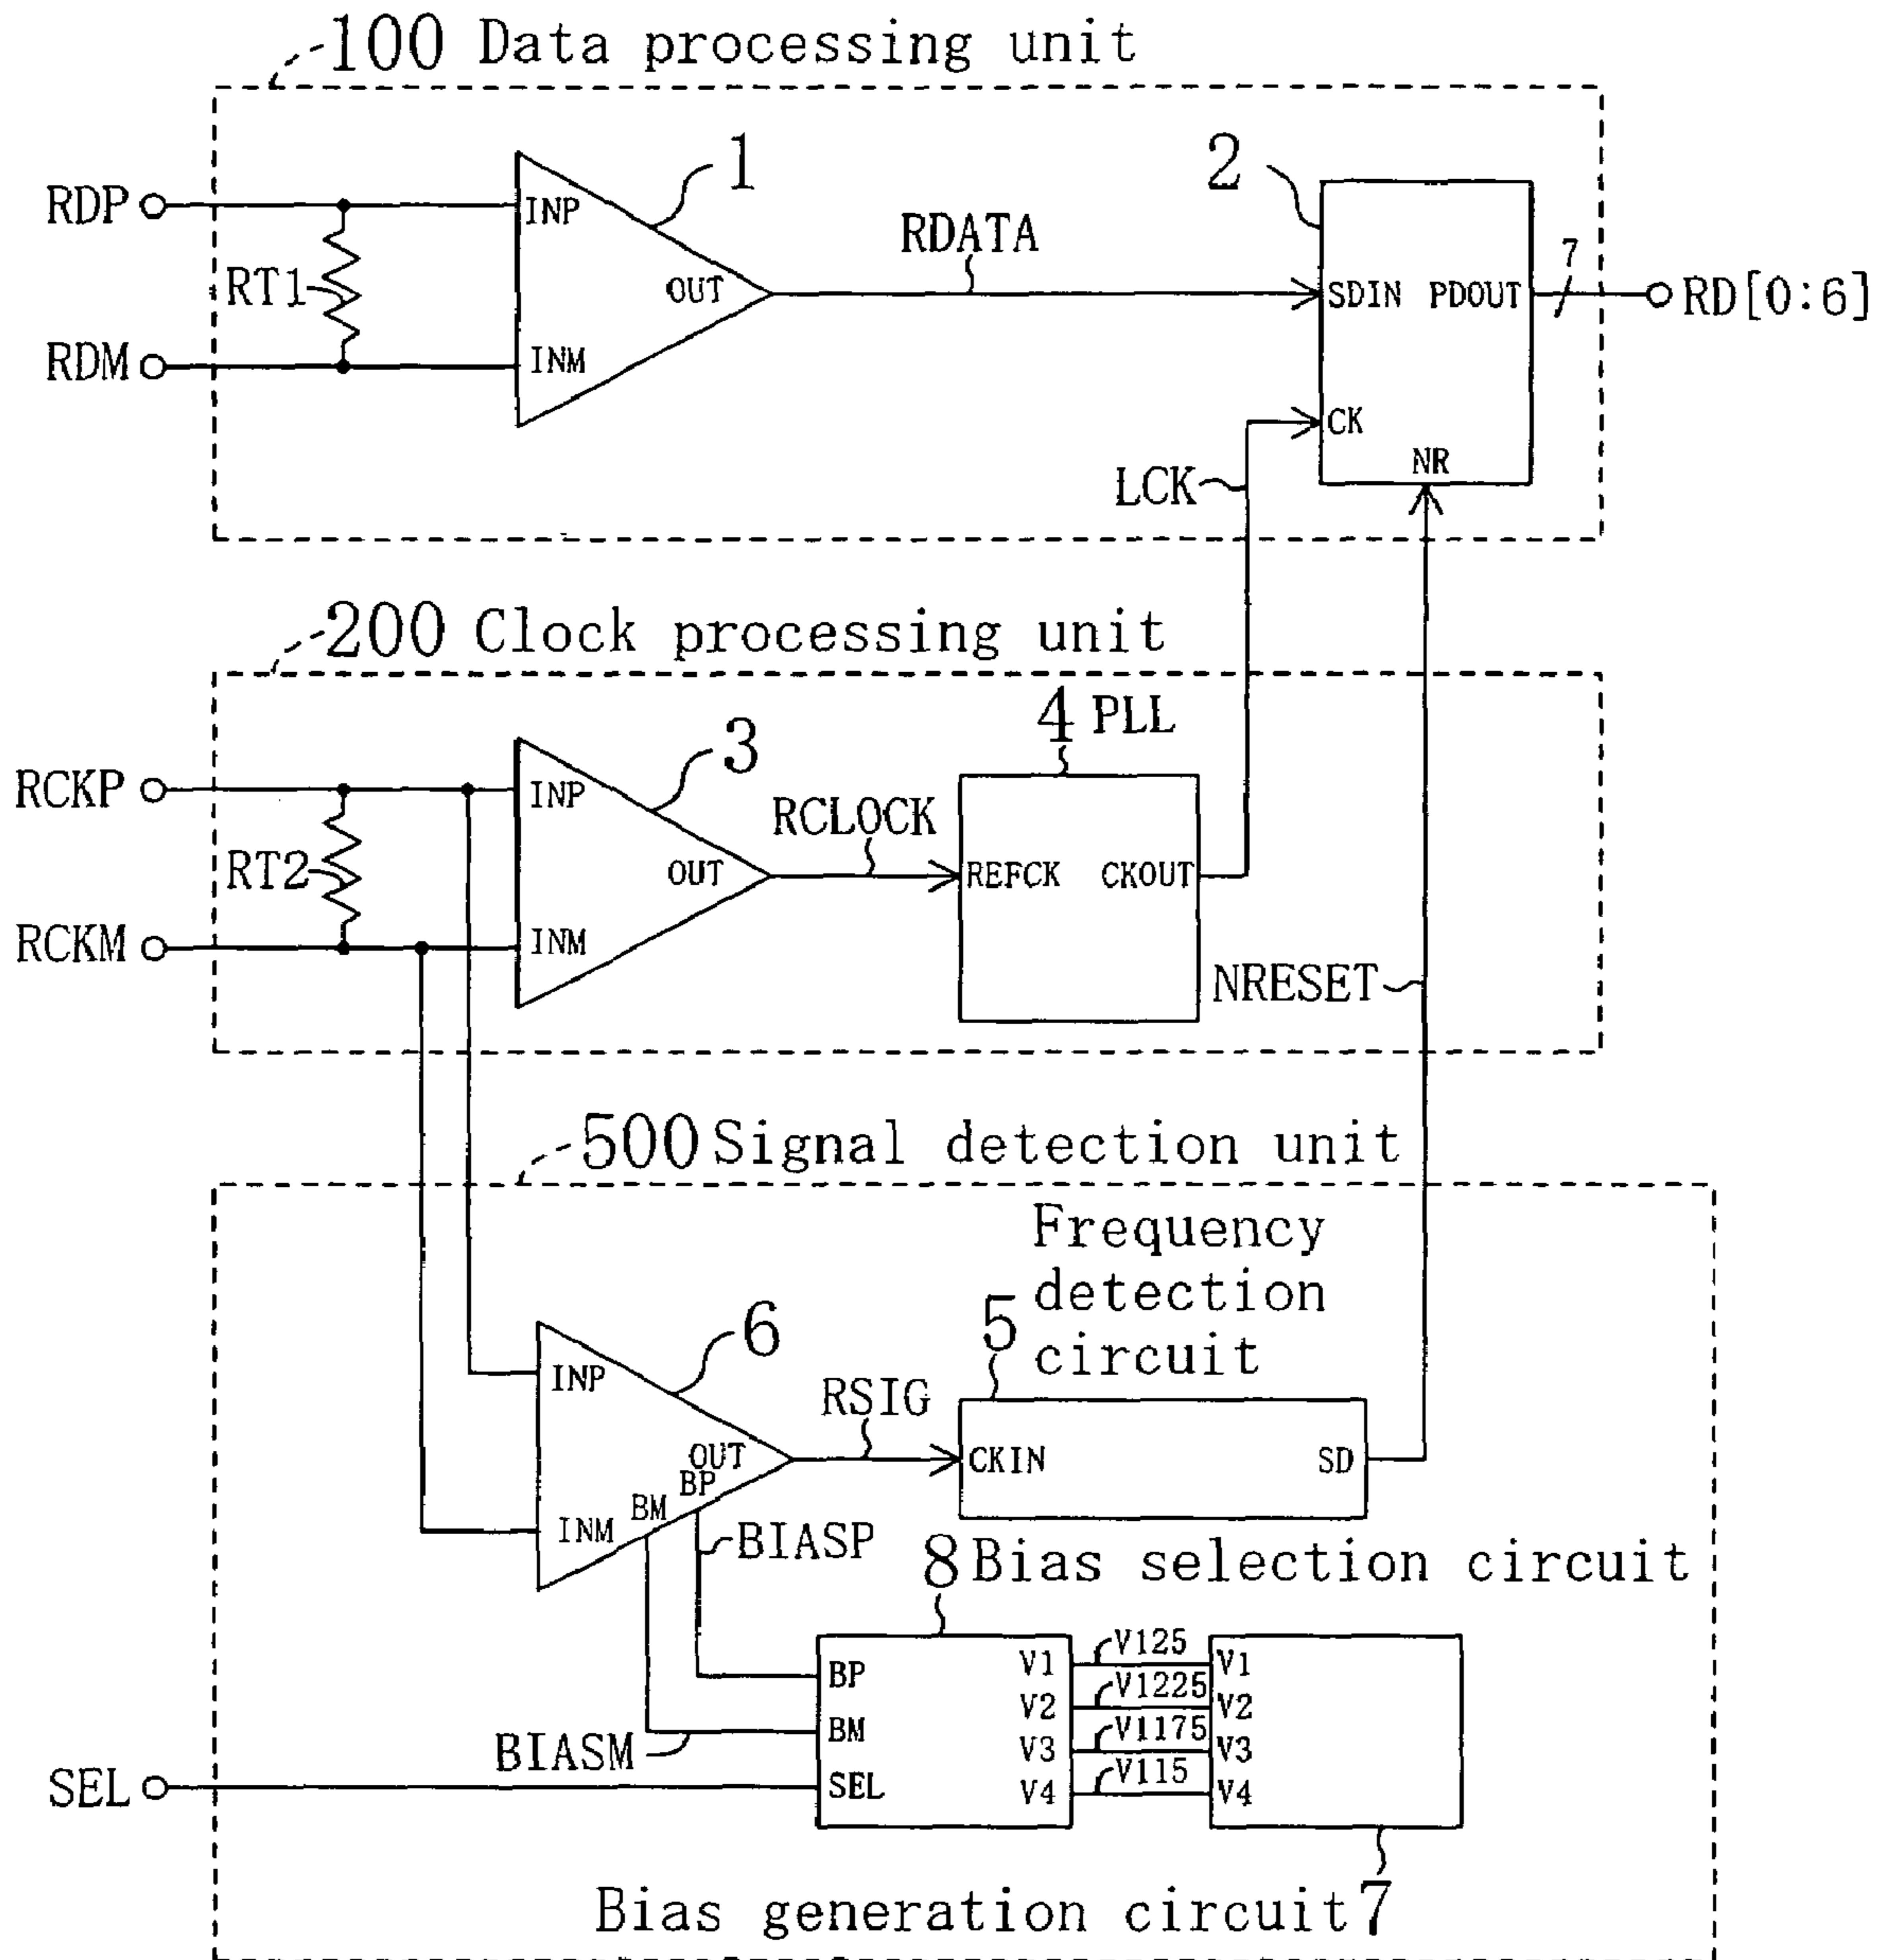 100 Data processing unit
RDP
INP
1
2
RDATA
RT1
OUT
SDIN PDOUT
7
RD[0:6]
RDM
INM
CK
NR
LCK
200 Clock processing unit
4 PLL
RCKP
INP
3
RCLOCK
RT2
OUT
REFCK CKOUT
RCKM
INM
NRESET
500 Signal detection unit
Frequency
detection
circuit
5
6
INP
RSIG
OUT
CKIN SD
BP
BM
INM
BIASP
8 Bias selection circuit
BP
BM
SEL
V1
V2
V3
V4
V125
V1225
V1175
V115
V1
V2
V3
V4
BIASM
SEL
Bias generation circuit 7